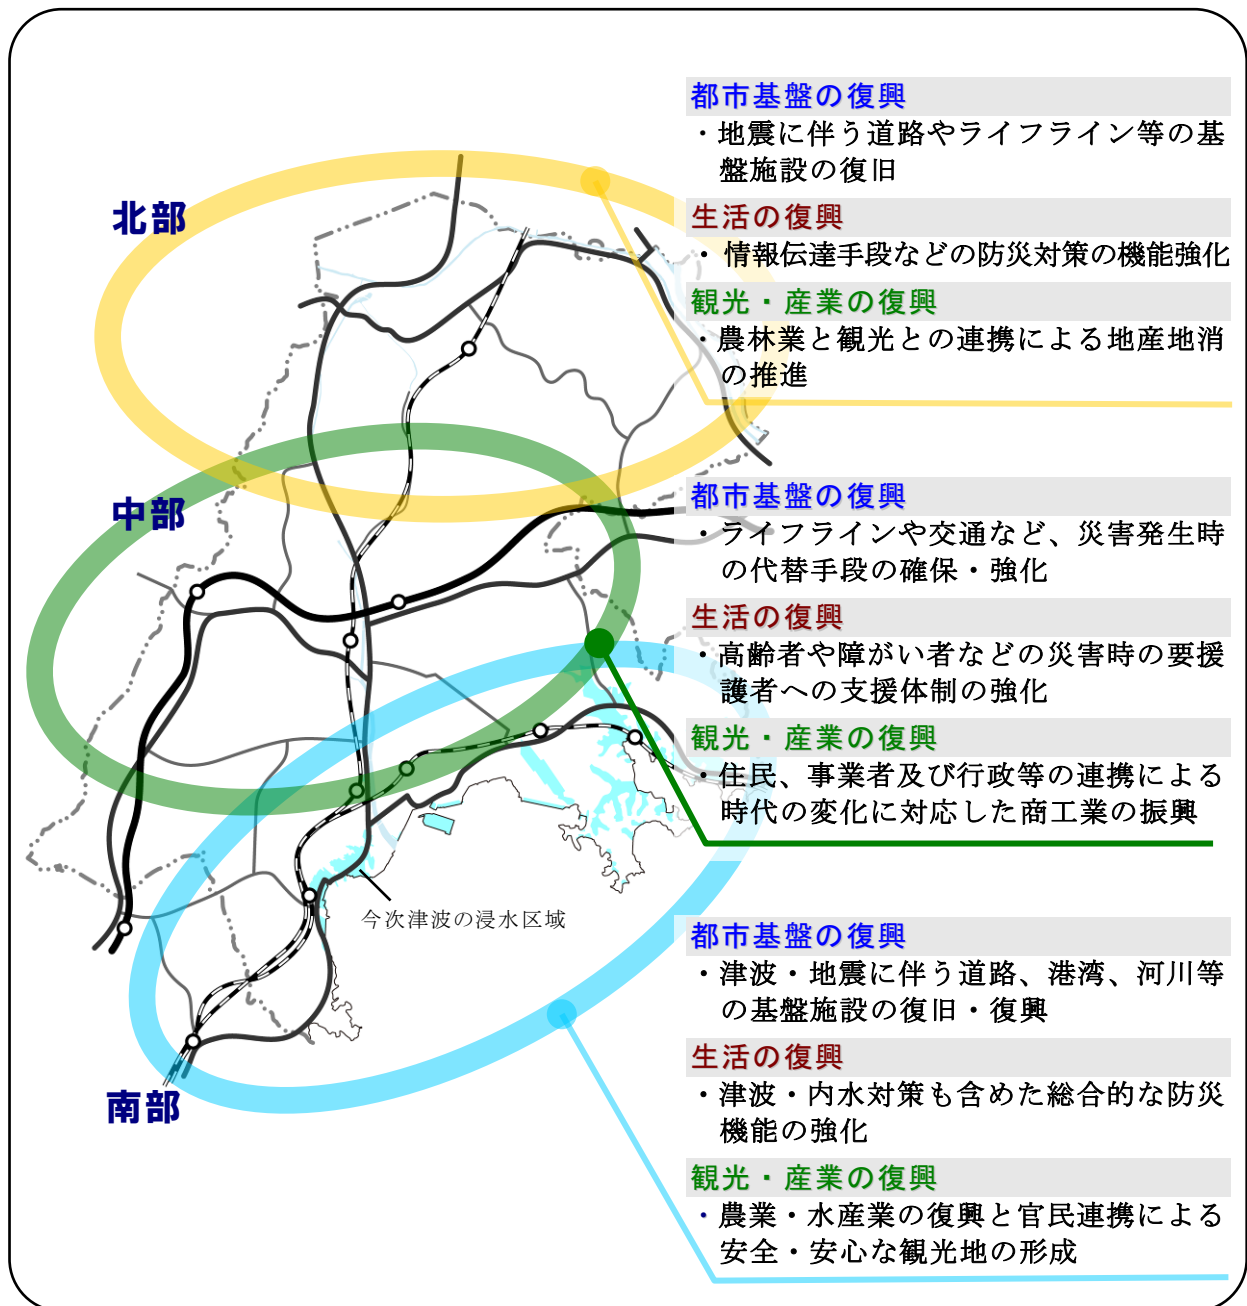 北部
都市基盤の復興
・地震に伴う道路やライフライン等の基
盤施設の復旧
生活の復興
・情報伝達手段などの防災対策の機能強化
観光・産業の復興
・農林業と観光との連携による地産地消
の推進
中部
都市基盤の復興
・ライフラインや交通など、災害発生時
の代替手段の確保・強化
生活の復興
・高齢者や障がい者などの災害時の要援
護者への支援体制の強化
観光・産業の復興
・住民、事業者及び行政等の連携による
時代の変化に対応した商工業の振興
今次津波の浸水区域
南部
都市基盤の復興
・津波・地震に伴う道路、港湾、河川等
の基盤施設の復旧・復興
生活の復興
・津波・内水対策も含めた総合的な防災
機能の強化
観光・産業の復興
・農業・水産業の復興と官民連携による
安全・安心な観光地の形成